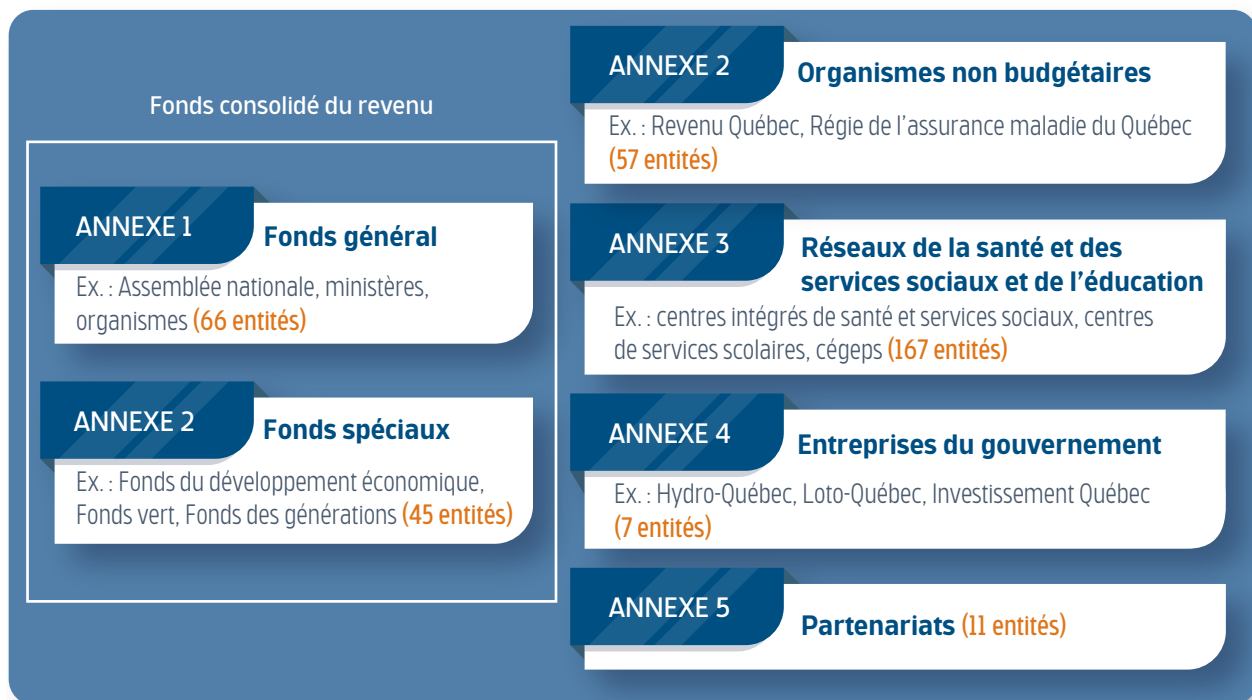 Fonds consolidé du revenu
ANNEXE 1
Fonds général
Ex. : Assemblée nationale, ministères,
organismes (66 entités)
ANNEXE 2
Fonds spéciaux
Ex. : Fonds du développement économique,
Fonds vert, Fonds des générations (45 entités)
ANNEXE 2
Organismes non budgétaires
Ex. : Revenu Québec, Régie de l’assurance maladie du Québec
(57 entités)
ANNEXE 3
Réseaux de la santé et des
services sociaux et de l’éducation
Ex. : centres intégrés de santé et services sociaux, centres
de services scolaires, cégeps (167 entités)
ANNEXE 4
Entreprises du gouvernement
Ex. : Hydro-Québec, Loto-Québec, Investissement Québec
(7 entités)
ANNEXE 5
Partenariats (11 entités)